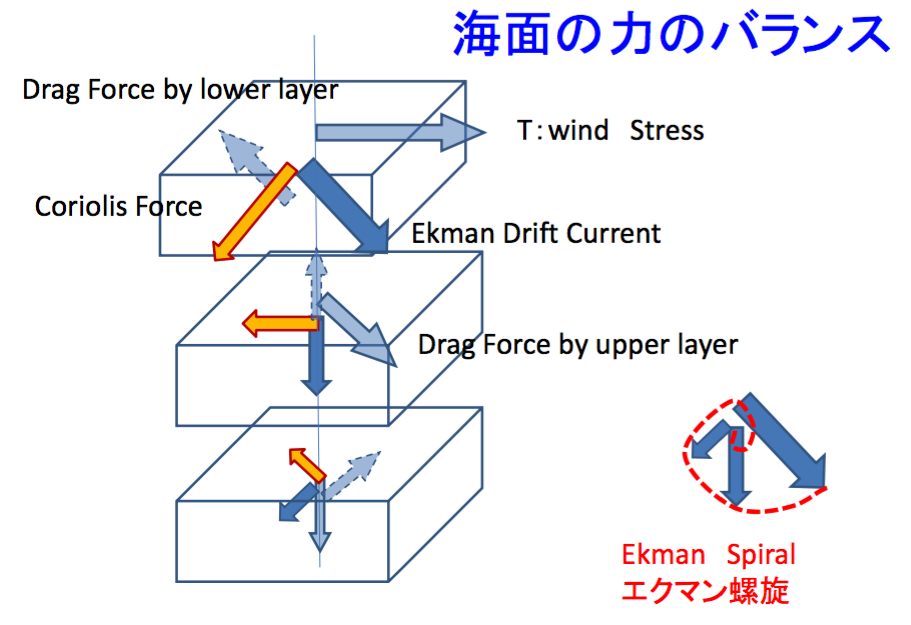 海面の力のバランス
Drag Force by lower layer
T：wind Stress
Coriolis Force
Ekman Drift Current
Drag Force by upper layer
Ekman Spiral
エクマン螺旋